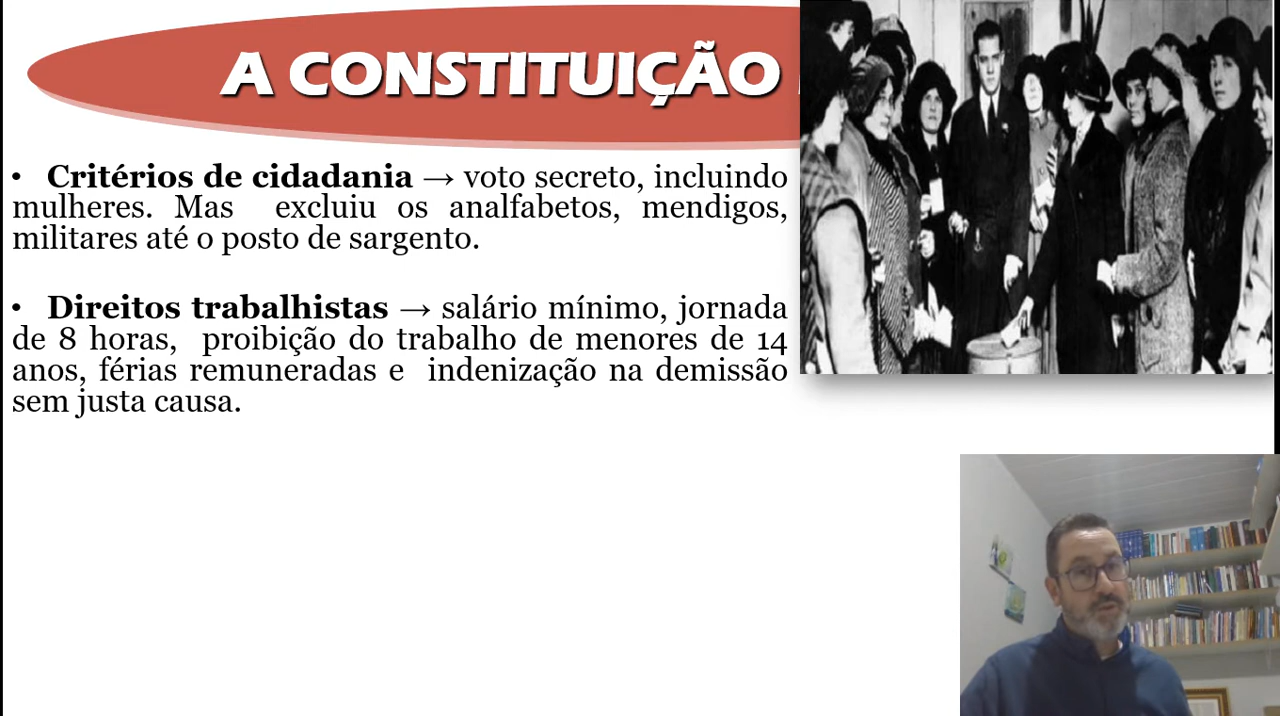 A CONSTITUIÇÃO
• Critérios de cidadania → voto secreto, incluindo
mulheres. Mas excluiu os analfabetos, mendigos,
militares até o posto de sargento.
• Direitos trabalhistas → salário mínimo, jornada
de 8 horas, proibição do trabalho de menores de 14
anos, férias remuneradas e indenização na demissão
sem justa causa.